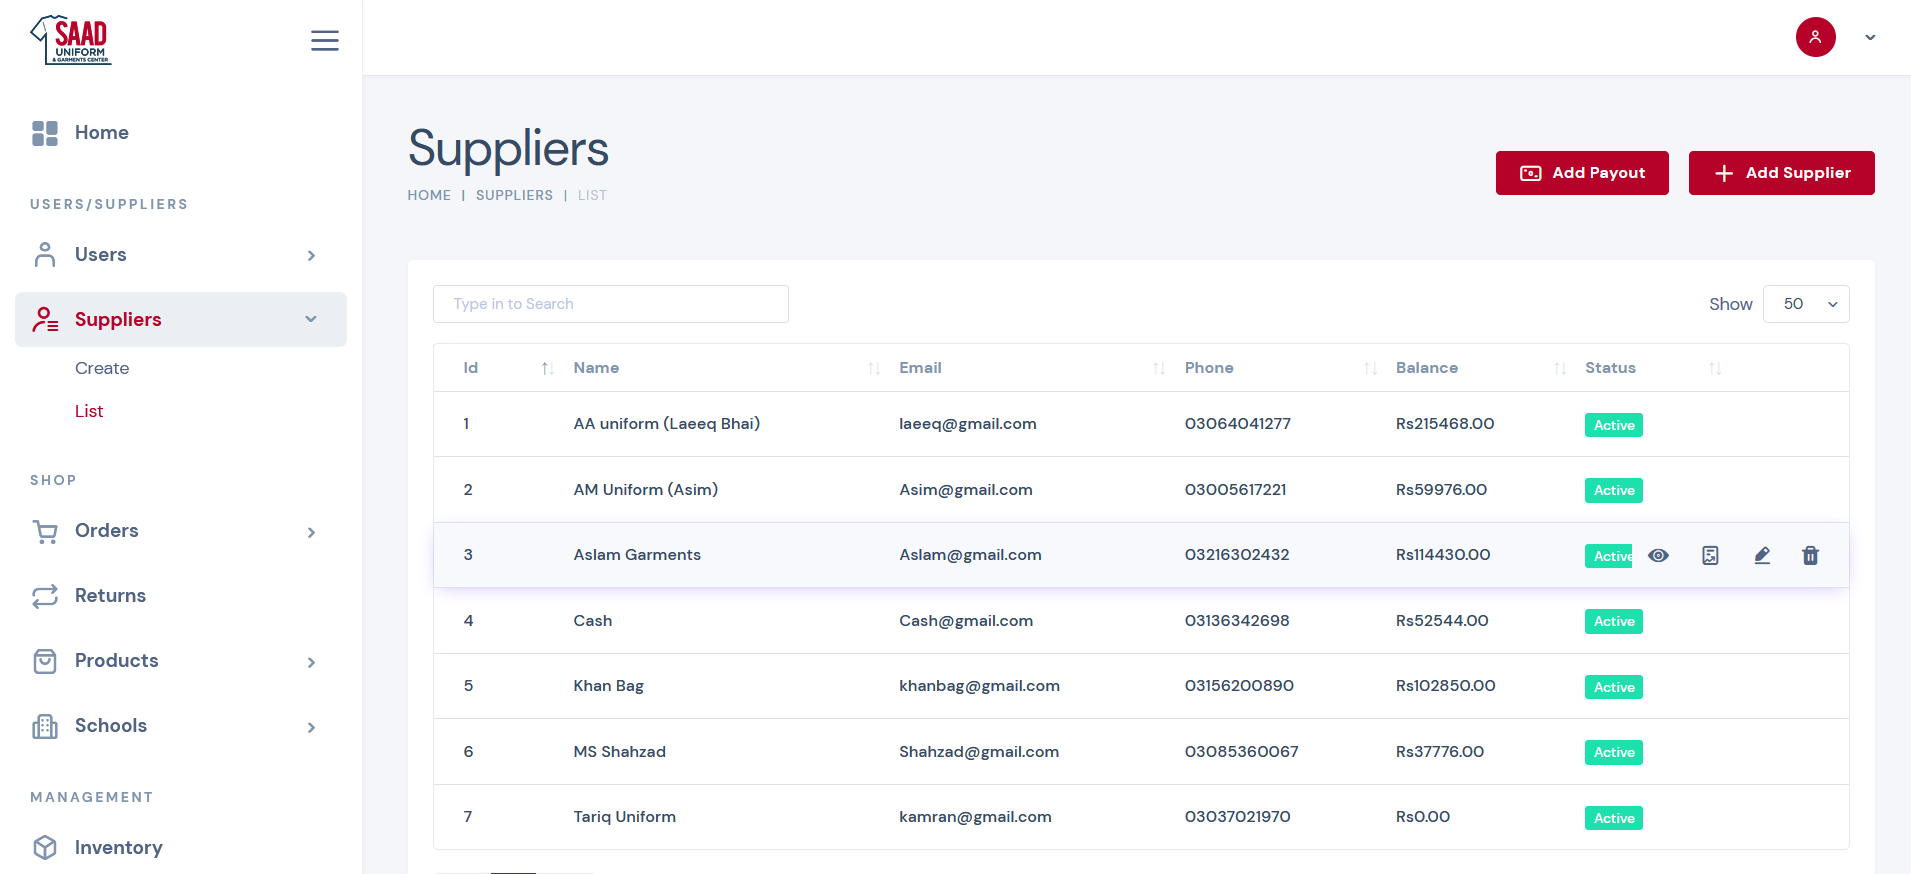 SAAD
UNIFORM
& GARMENTS CENTER
Home
USERS/SUPPLIERS
Users
Suppliers
Create
List
SHOP
Orders
Returns
Products
Schools
MANAGEMENT
Inventory
Suppliers
HOME | SUPPLIERS | LIST
Add Payout Add Supplier
Type in to Search Show 50
Id Name Email Phone Balance Status
1 AA uniform (Laeeq Bhai) laeeq@gmail.com 03064041277 Rs215468.00 Active
2 AM Uniform (Asim) Asim@gmail.com 03005617221 Rs59976.00 Active
3 Aslam Garments Aslam@gmail.com 03216302432 Rs114430.00 Active
4 Cash Cash@gmail.com 03136342698 Rs52544.00 Active
5 Khan Bag khanbag@gmail.com 03156200890 Rs102850.00 Active
6 MS Shahzad Shahzad@gmail.com 03085360067 Rs37776.00 Active
7 Tariq Uniform kamran@gmail.com 03037021970 Rs0.00 Active